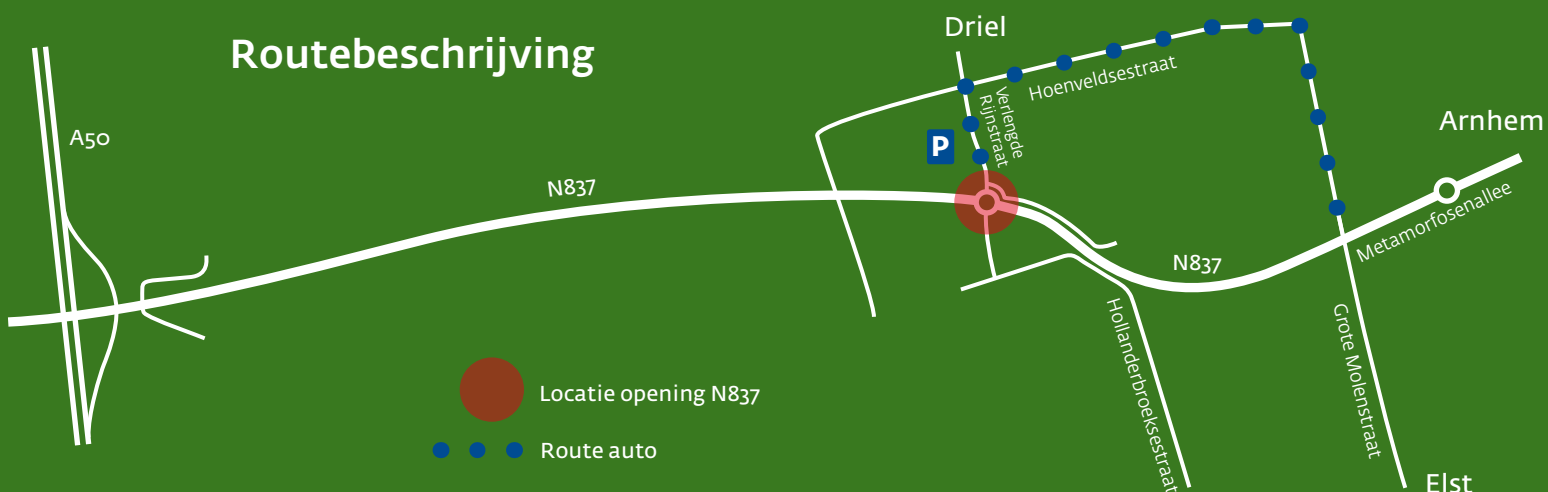 Routebeschrijving
Driel
Hoenveldsestraat
Verlengde
Rijnstraat
P
A50
Arnhem
N837
Metamorfosenallee
N837
Grote Molenstraat
Hollanderbroeksestraat
Locatie opening N837
Route auto
Elst